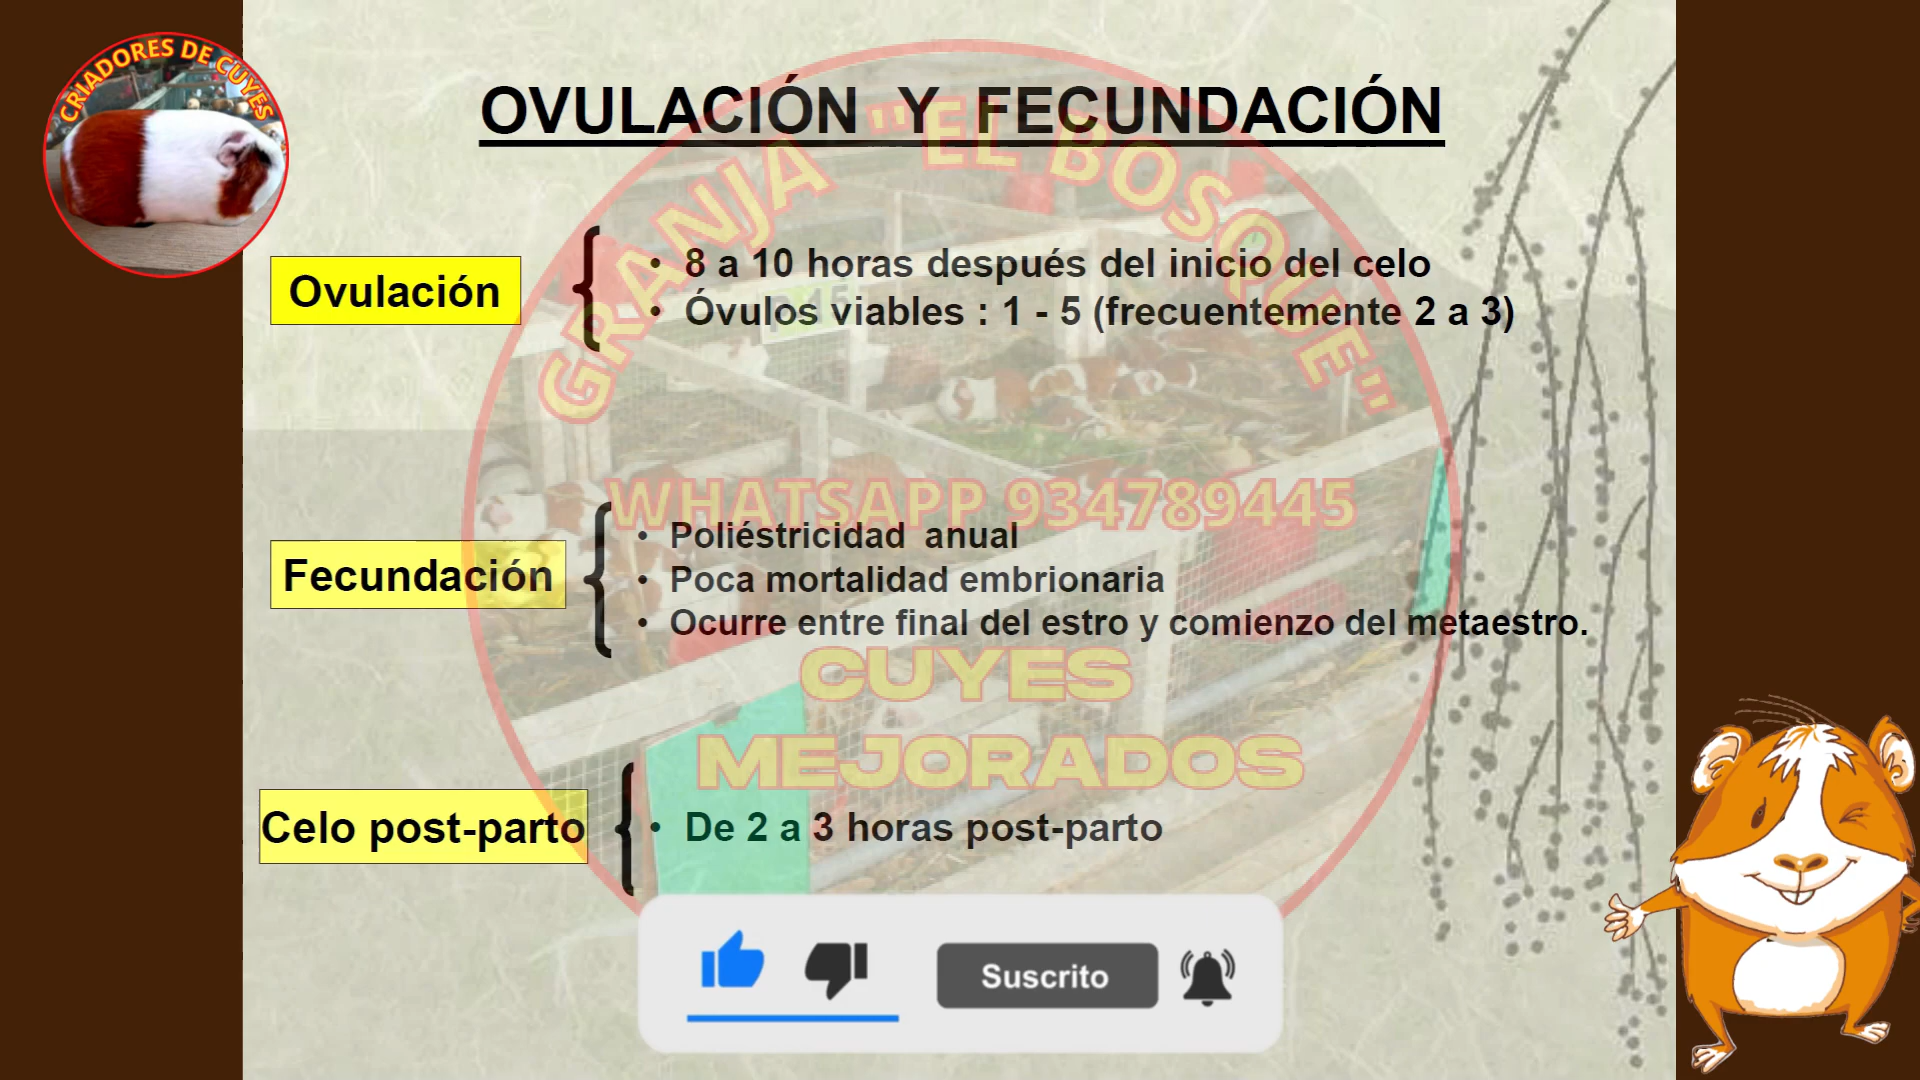 CRIADORES DE CUYES
OVULACIÓN Y FECUNDACIÓN
GRANJA "EL BOSQUE"
Ovulación
• 8 a 10 horas después del inicio del celo
• Óvulos viables : 1 - 5 (frecuentemente 2 a 3)
WHATSAPP 934789445
Fecundación
• Poliéstricidad anual
• Poca mortalidad embrionaria
• Ocurre entre final del estro y comienzo del metaestro.
CUYES
MEJORADOS
Celo post-parto
• De 2 a 3 horas post-parto
Suscrito